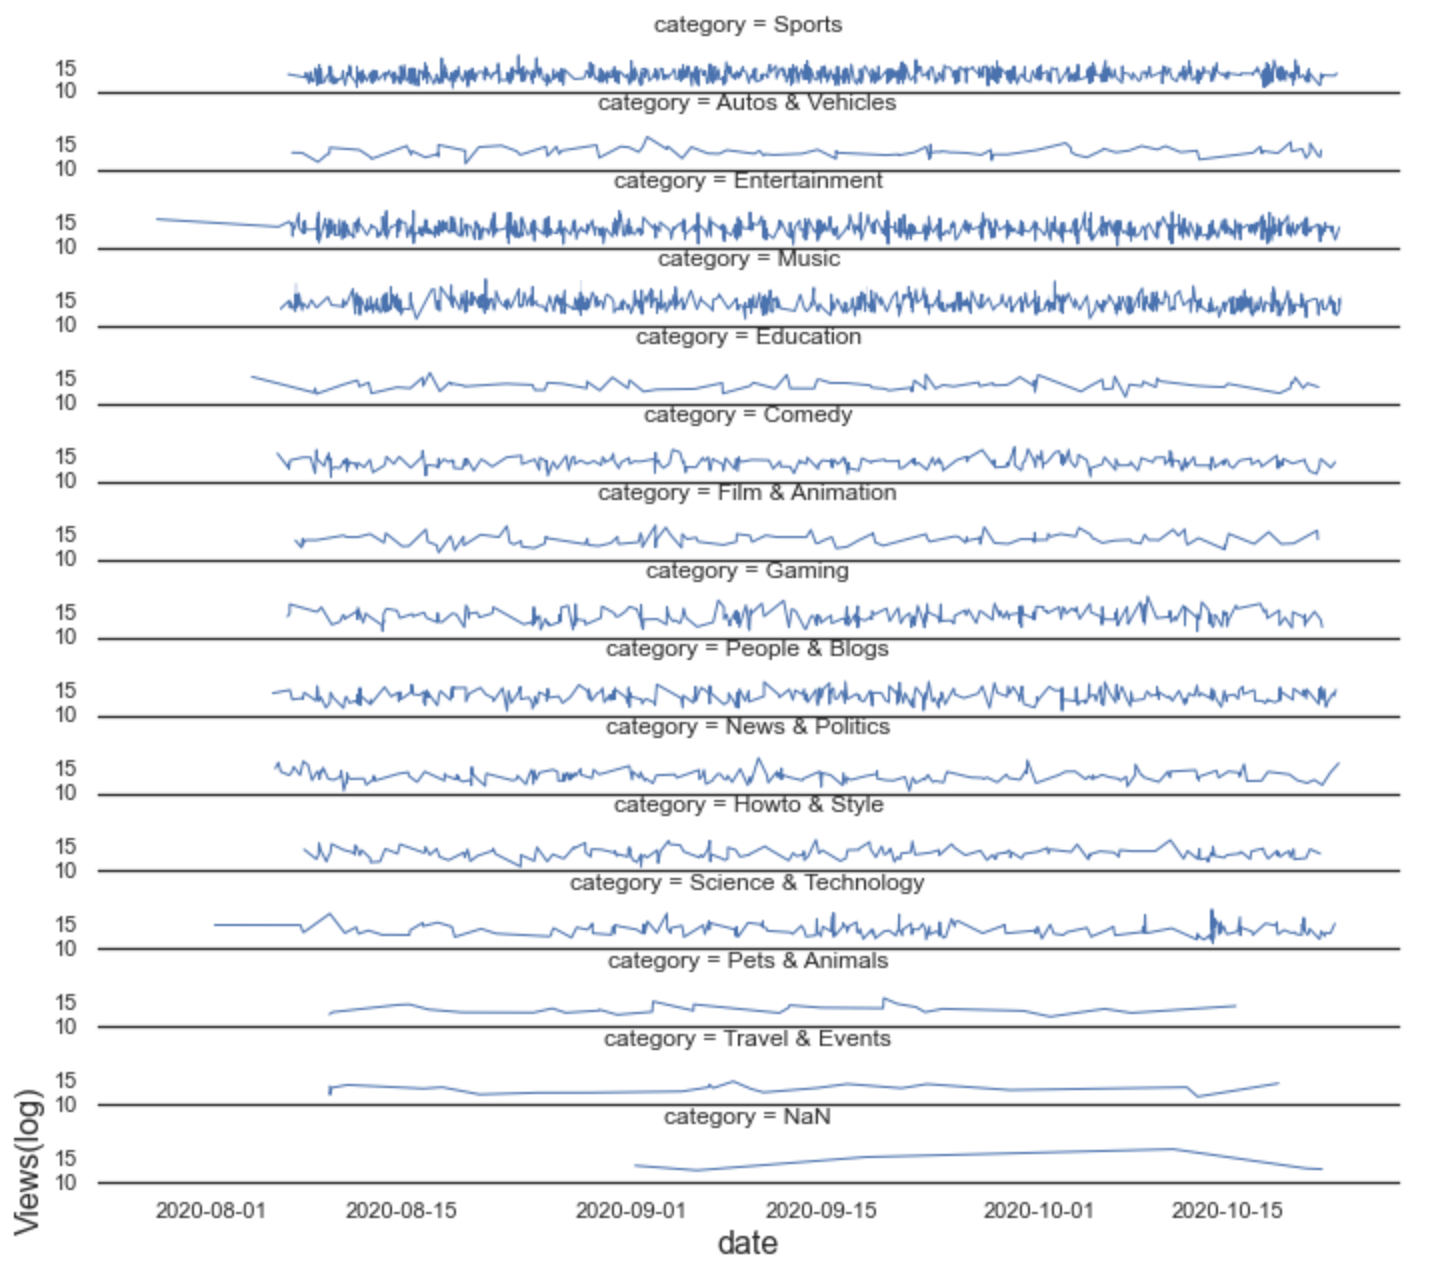 category = Sports
15
10
category = Autos & Vehicles
15
10
category = Entertainment
15
10
category = Music
15
10
category = Education
15
10
category = Comedy
15
10
category = Film & Animation
15
10
category = Gaming
15
10
category = People & Blogs
15
10
category = News & Politics
15
10
category = Howto & Style
15
10
category = Science & Technology
15
10
category = Pets & Animals
15
10
category = Travel & Events
15
10
category = NaN
15
10
Views(log)
2020-08-01 2020-08-15 2020-09-01 2020-09-15 2020-10-01 2020-10-15
date